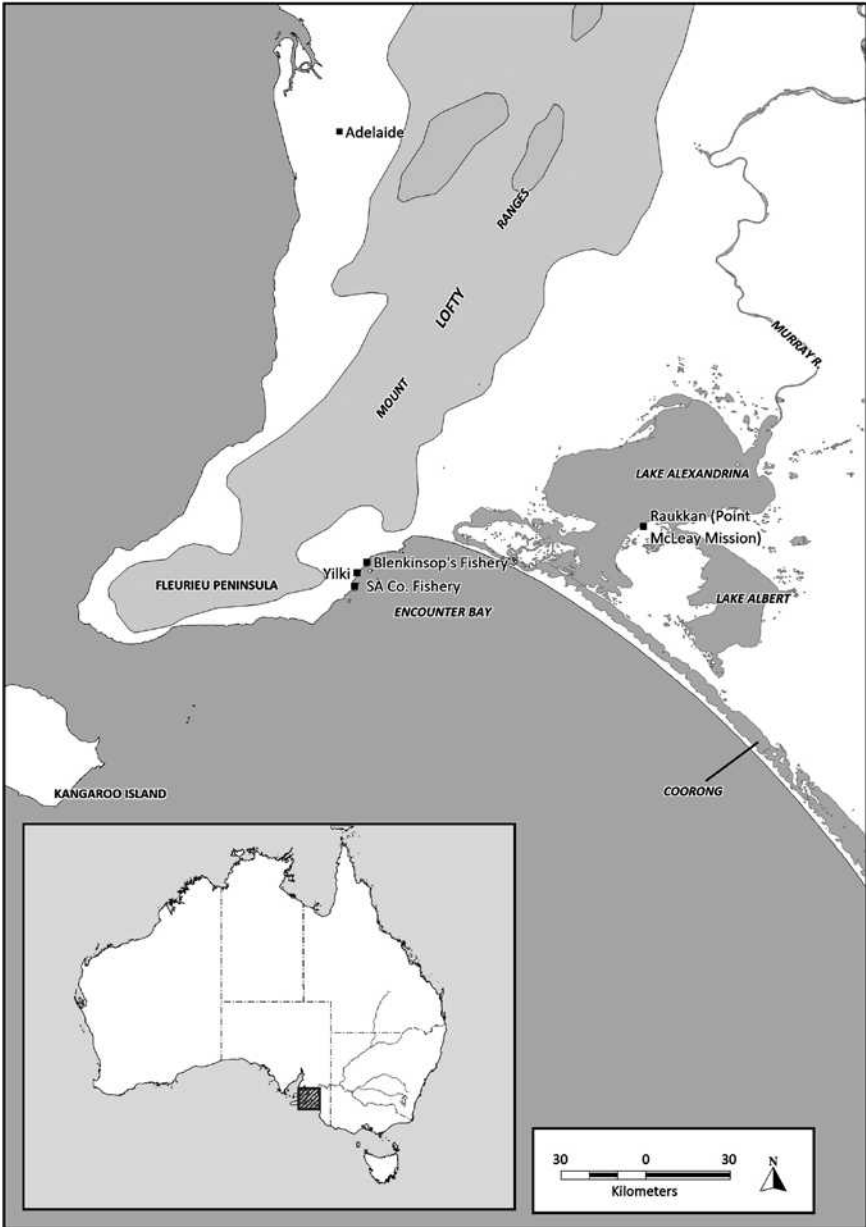 Adelaide
RANGES
LOFTY
MOUNT
MURRAY R.
LAKE ALEXANDRINA
Raukkan (Point
McLeay Mission)
Blenkinsop's Fishery
Yilki
SA Co. Fishery
FLEURIEU PENINSULA
LAKE ALBERT
ENCOUNTER BAY
KANGAROO ISLAND
COORONG
30 0 30
Kilometers
N